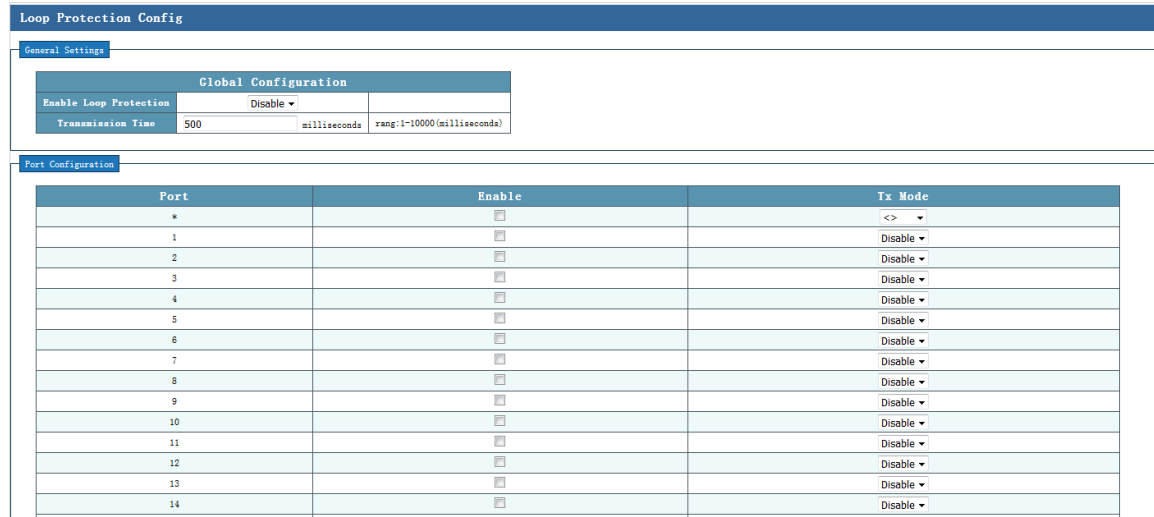 Loop Protection Config
General Settings
Global Configuration
Enable Loop Protection Disable
Transmission Time 500 milliseconds rang:1-10000(milliseconds)
Port Configuration
Port Enable Tx Mode
* <>
1 Disable
2 Disable
3 Disable
4 Disable
5 Disable
6 Disable
7 Disable
8 Disable
9 Disable
10 Disable
11 Disable
12 Disable
13 Disable
14 Disable